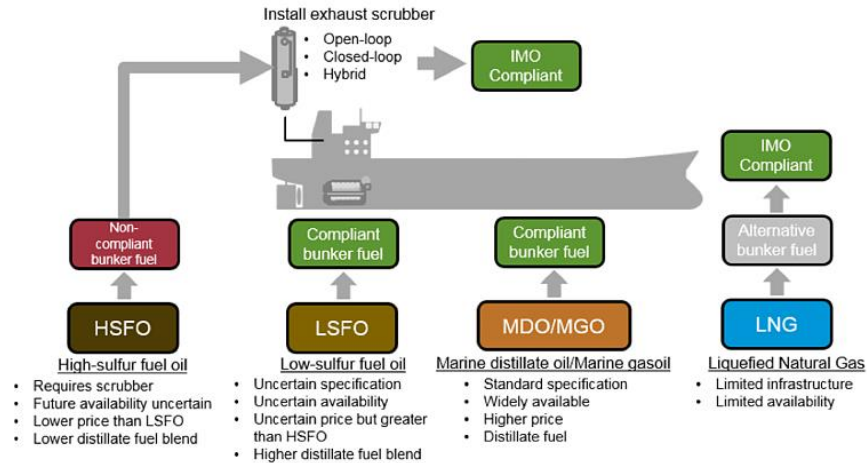 Install exhaust scrubber
• Open-loop
• Closed-loop
• Hybrid
IMO
Compliant
IMO
Compliant
Non-
compliant
bunker fuel
Compliant
bunker fuel
Compliant
bunker fuel
Alternative
bunker fuel
HSFO
LSFO
MDO/MGO
LNG
High-sulfur fuel oil
• Requires scrubber
• Future availability uncertain
• Lower price than LSFO
• Lower distillate fuel blend
Low-sulfur fuel oil
• Uncertain specification
• Uncertain availability
• Uncertain price but greater
than HSFO
• Higher distillate fuel blend
Marine distillate oil/Marine gasoil
• Standard specification
• Widely available
• Higher price
• Distillate fuel
Liquefied Natural Gas
• Limited infrastructure
• Limited availability